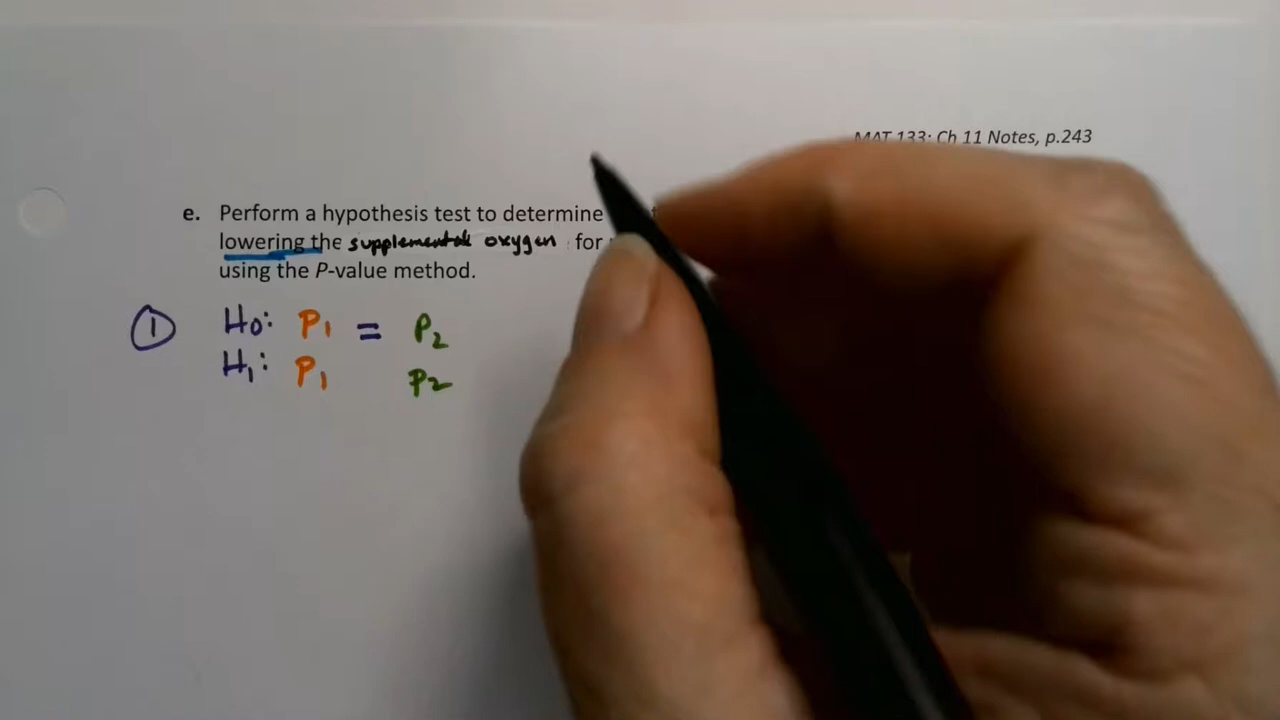 MAT 133: Ch 11 Notes, p.243
e. Perform a hypothesis test to determine
lowering the supplemental oxygen for
using the P-value method.
① H0: P1 = P2
H1: P1 P2